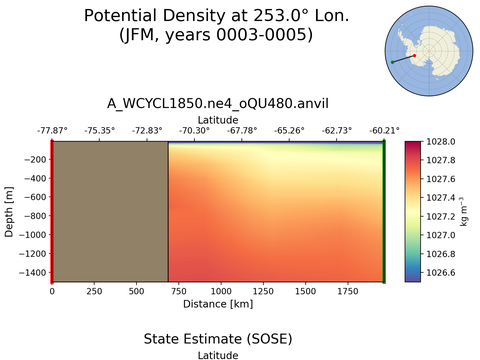 Potential Density at 253.0° Lon.
(JFM, years 0003-0005)
A_WCYCL1850.ne4_oQU480.anvil
Latitude
-77.87° -75.35° -72.83° -70.30° -67.78° -65.26° -62.73° -60.21°
1028.0
1027.8
1027.6
1027.4
1027.2
1027.0
1026.8
1026.6
kg m⁻³
Depth [m]
−200
−400
−600
−800
−1000
−1200
−1400
0 250 500 750 1000 1250 1500 1750
Distance [km]
State Estimate (SOSE)
Latitude